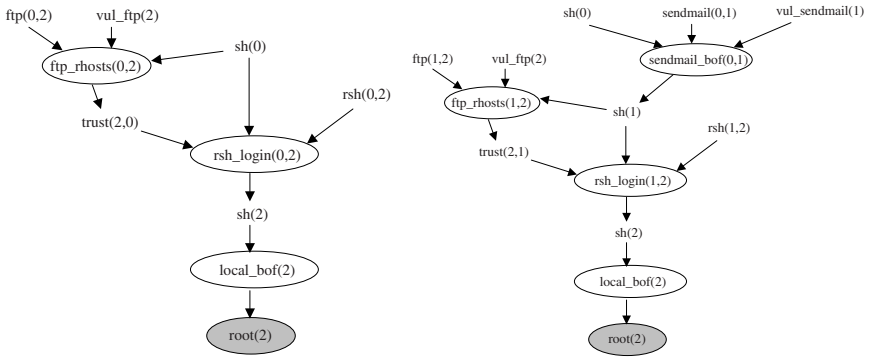 ftp(0,2)
vul_ftp(2)
sh(0)
ftp_rhosts(0,2)
rsh(0,2)
trust(2,0)
rsh_login(0,2)
sh(2)
local_bof(2)
root(2)
sh(0)
sendmail(0,1)
vul_sendmail(1)
sendmail_bof(0,1)
ftp(1,2)
vul_ftp(2)
ftp_rhosts(1,2)
sh(1)
rsh(1,2)
trust(2,1)
rsh_login(1,2)
sh(2)
local_bof(2)
root(2)